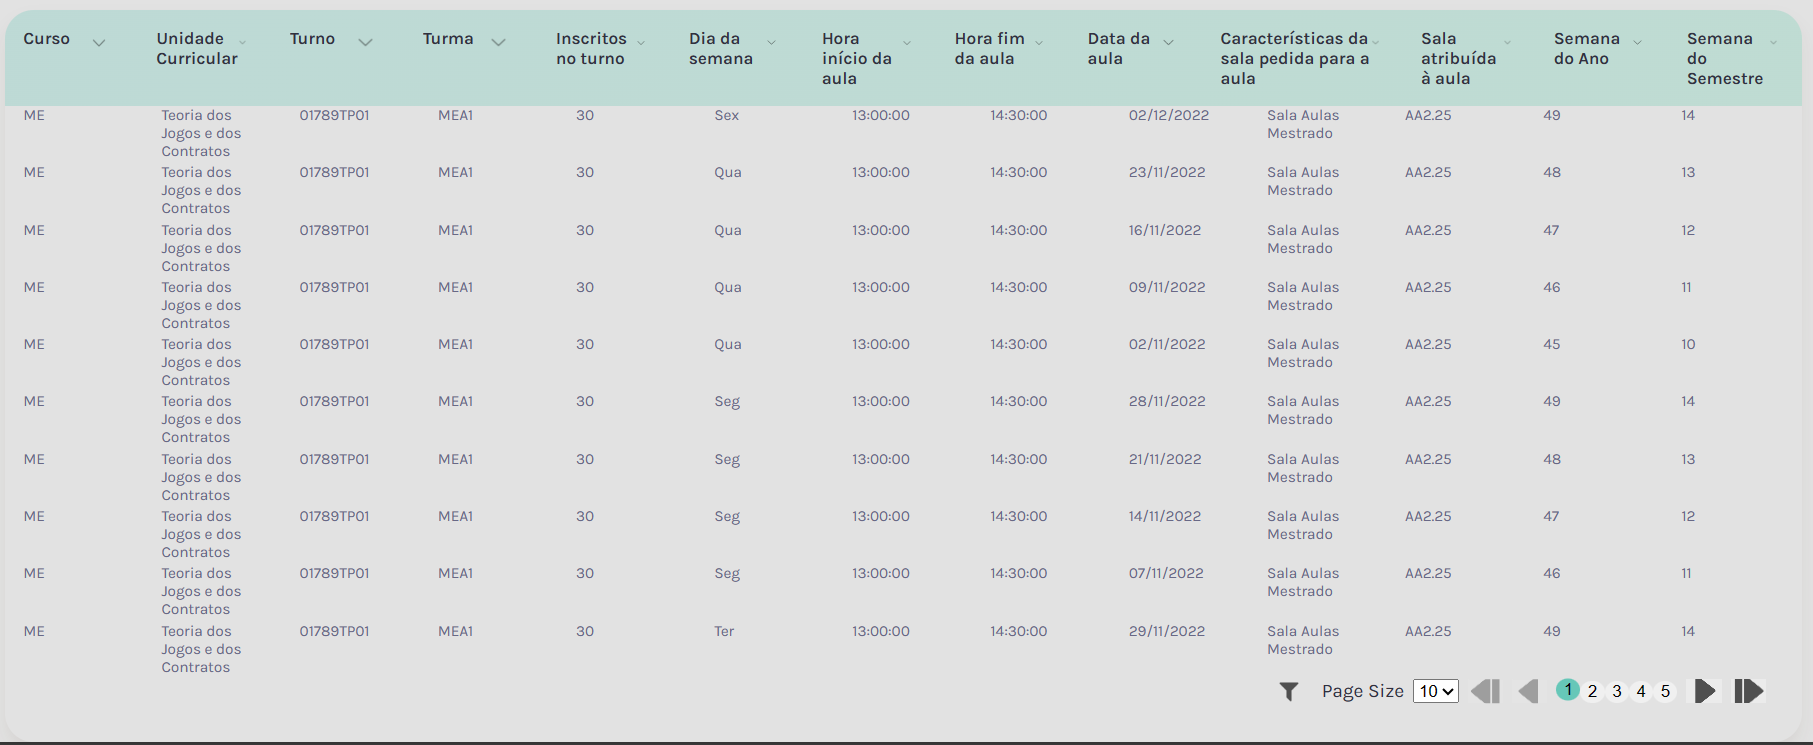 Curso Unidade Turno Turma Inscritos Dia da Hora Hora fim Data da Características da Sala Semana Semana
Curricular no turno semana início da da aula aula sala pedida para a atribuída do Ano do
aula aula à aula Semestre
ME Teoria dos 01789TP01 MEA1 30 Sex 13:00:00 14:30:00 02/12/2022 Sala Aulas AA2.25 49 14
Jogos e dos Mestrado
Contratos
ME Teoria dos 01789TP01 MEA1 30 Qua 13:00:00 14:30:00 23/11/2022 Sala Aulas AA2.25 48 13
Jogos e dos Mestrado
Contratos
ME Teoria dos 01789TP01 MEA1 30 Qua 13:00:00 14:30:00 16/11/2022 Sala Aulas AA2.25 47 12
Jogos e dos Mestrado
Contratos
ME Teoria dos 01789TP01 MEA1 30 Qua 13:00:00 14:30:00 09/11/2022 Sala Aulas AA2.25 46 11
Jogos e dos Mestrado
Contratos
ME Teoria dos 01789TP01 MEA1 30 Qua 13:00:00 14:30:00 02/11/2022 Sala Aulas AA2.25 45 10
Jogos e dos Mestrado
Contratos
ME Teoria dos 01789TP01 MEA1 30 Seg 13:00:00 14:30:00 28/11/2022 Sala Aulas AA2.25 49 14
Jogos e dos Mestrado
Contratos
ME Teoria dos 01789TP01 MEA1 30 Seg 13:00:00 14:30:00 21/11/2022 Sala Aulas AA2.25 48 13
Jogos e dos Mestrado
Contratos
ME Teoria dos 01789TP01 MEA1 30 Seg 13:00:00 14:30:00 14/11/2022 Sala Aulas AA2.25 47 12
Jogos e dos Mestrado
Contratos
ME Teoria dos 01789TP01 MEA1 30 Seg 13:00:00 14:30:00 07/11/2022 Sala Aulas AA2.25 46 11
Jogos e dos Mestrado
Contratos
ME Teoria dos 01789TP01 MEA1 30 Ter 13:00:00 14:30:00 29/11/2022 Sala Aulas AA2.25 49 14
Jogos e dos Mestrado
Contratos
Page Size 10 1 2 3 4 5